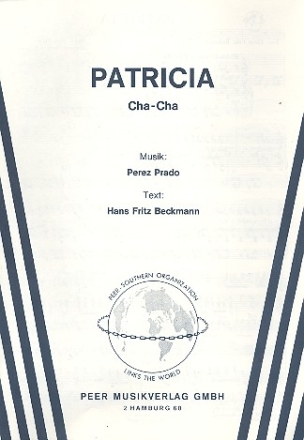 PATRICIA
Cha-Cha
Musik:
Perez Prado
Text:
Hans Fritz Beckmann
PEER-SOUTHERN ORGANIZATION
LINKS THE WORLD
PEER MUSIKVERLAG GMBH
2 HAMBURG 60